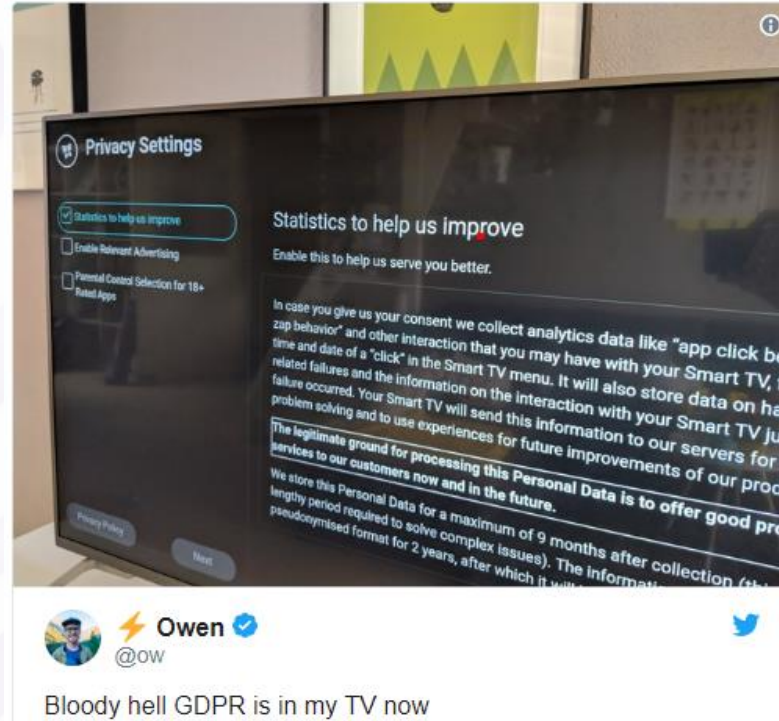 Privacy Settings
Statistics to help us improve
Enable Relevant Advertising
Parental Control Selection for 18+
Rated Apps
Privacy Policy
Next
Statistics to help us improve
Enable this to help us serve you better.
In case you give us your consent we collect analytics data like "app click
zap behavior" and other interaction that you may have with your Smart TV,
time and date of a "click" in the Smart TV menu. It will also store data on
related failures and the information on the interaction with your Smart TV
failure occurred. Your Smart TV will send this information to our servers for
problem solving and to use experiences for future improvements of our
The legitimate ground for processing this Personal Data is to offer good
services to our customers now and in the future.
We store this Personal Data for a maximum of 9 months after collection
lengthy period required to solve complex issues). The
pseudonymised format for 2 years, after which it
⚡ Owen
@ow
Bloody hell GDPR is in my TV now